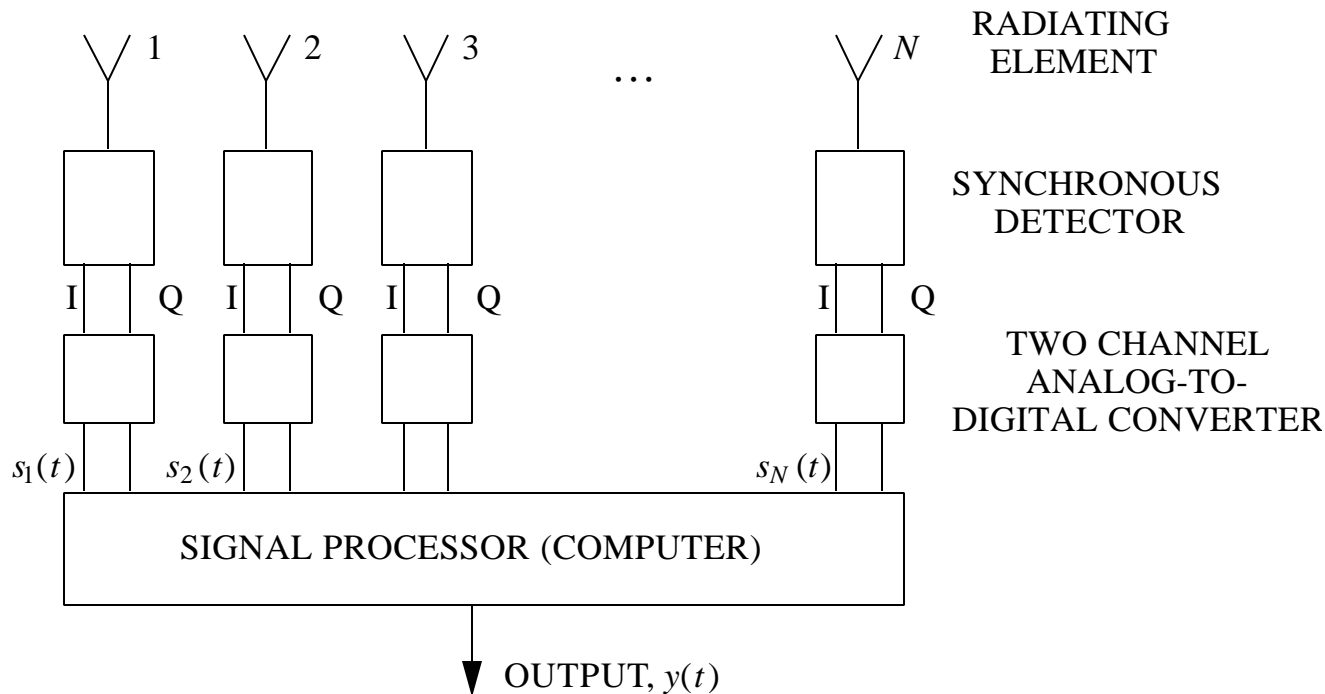 1 2 3 … N
RADIATING
ELEMENT
SYNCHRONOUS
DETECTOR
I Q I Q I Q I Q
TWO CHANNEL
ANALOG-TO-
DIGITAL CONVERTER
s1(t) s2(t) sN(t)
SIGNAL PROCESSOR (COMPUTER)
OUTPUT, y(t)